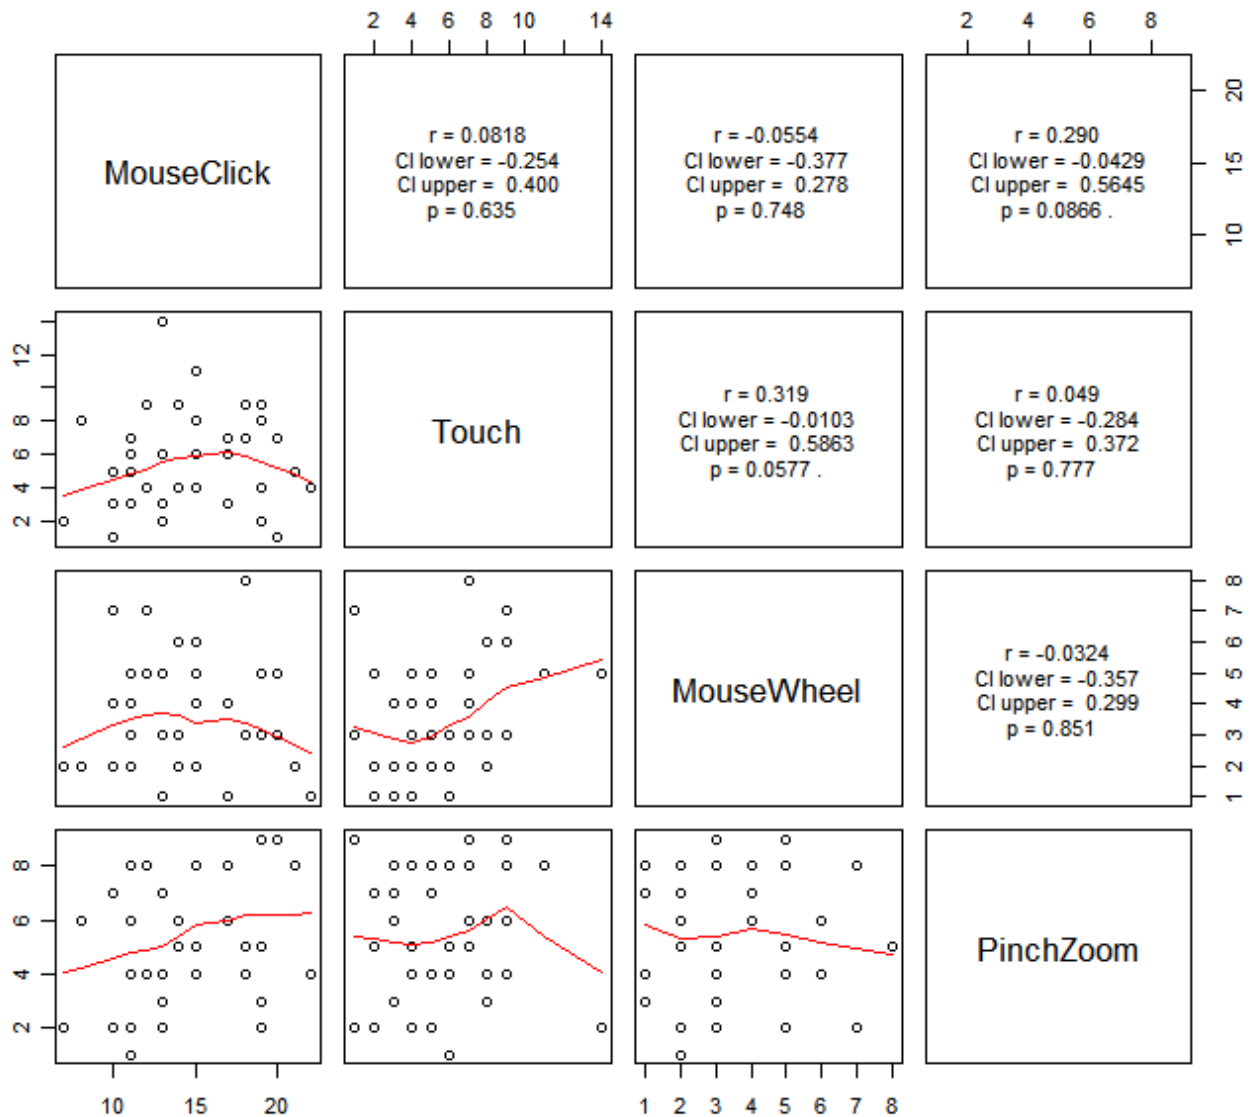 2 4 6 8 10 14
2 4 6 8
MouseClick
r = 0.0818
CI lower = -0.254
CI upper = 0.400
p = 0.635
r = -0.0554
CI lower = -0.377
CI upper = 0.278
p = 0.748
r = 0.290
CI lower = -0.0429
CI upper = 0.5645
p = 0.0866 .
20
15
10
12
8
6
4
2
Touch
r = 0.319
CI lower = -0.0103
CI upper = 0.5863
p = 0.0577 .
r = 0.049
CI lower = -0.284
CI upper = 0.372
p = 0.777
MouseWheel
r = -0.0324
CI lower = -0.357
CI upper = 0.299
p = 0.851
8
7
6
5
4
3
2
1
8
6
4
2
PinchZoom
10 15 20
1 2 3 4 5 6 7 8